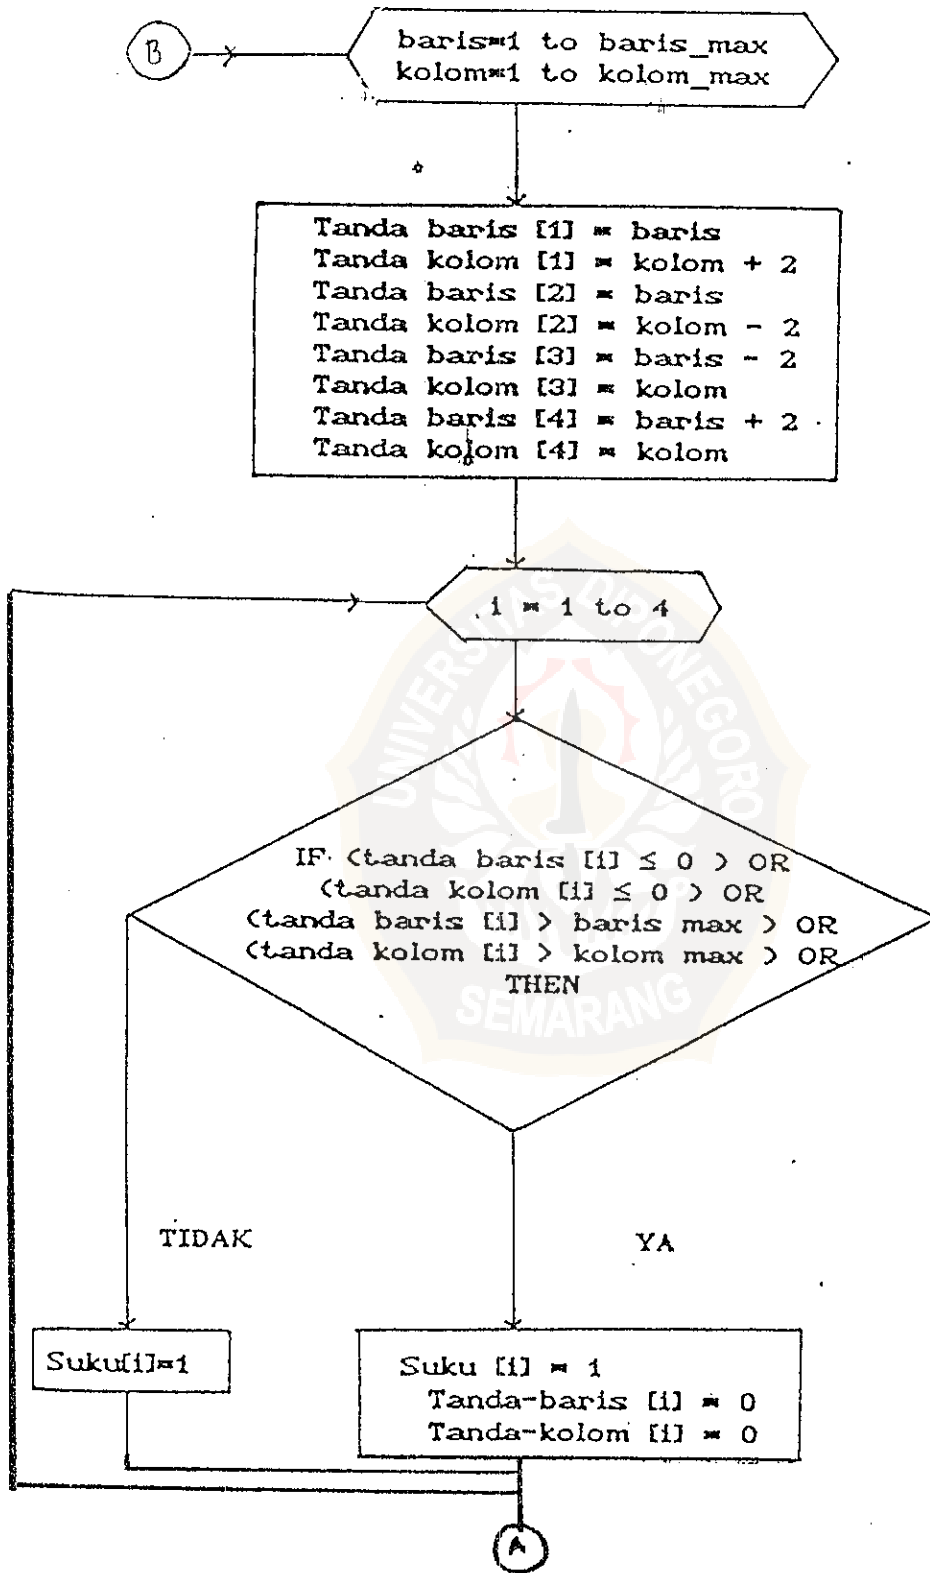 B
baris=1 to baris_max
kolom=1 to kolom_max
Tanda baris [1] = baris
Tanda kolom [1] = kolom + 2
Tanda baris [2] = baris
Tanda kolom [2] = kolom - 2
Tanda baris [3] = baris - 2
Tanda kolom [3] = kolom
Tanda baris [4] = baris + 2
Tanda kolom [4] = kolom
i = 1 to 4
UNIVERSITAS DIPONEGORO
IF (tanda baris [i] ≤ 0 ) OR
(tanda kolom [i] ≤ 0 ) OR
(tanda baris [i] > baris max ) OR
(tanda kolom [i] > kolom max ) OR
THEN
SEMARANG
TIDAK
YA
Suku[i]=1
Suku [i] = 1
Tanda-baris [i] = 0
Tanda-kolom [i] = 0
A